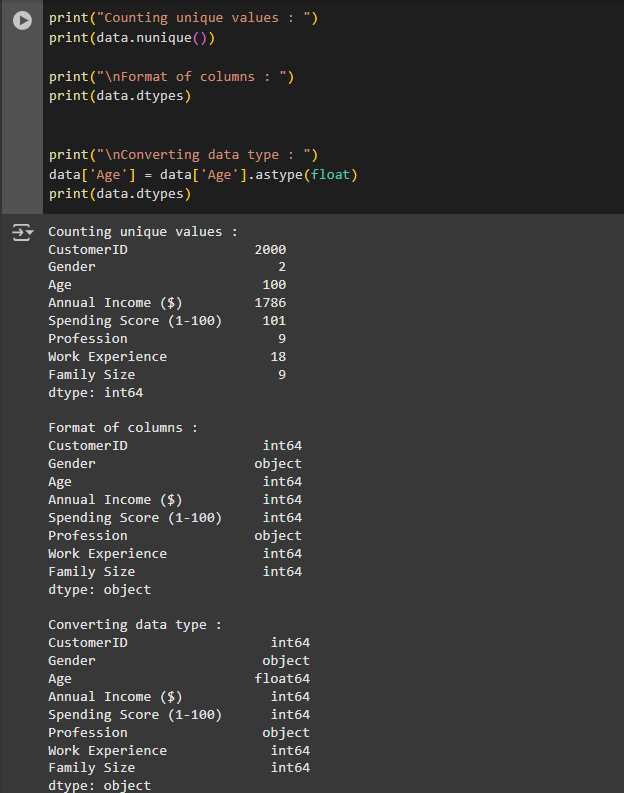 print("Counting unique values : ")
print(data.nunique())
print("\nFormat of columns : ")
print(data.dtypes)
print("\nConverting data type : ")
data['Age'] = data['Age'].astype(float)
print(data.dtypes)
Counting unique values :
CustomerID 2000
Gender 2
Age 100
Annual Income ($) 1786
Spending Score (1-100) 101
Profession 9
Work Experience 18
Family Size 9
dtype: int64
Format of columns :
CustomerID int64
Gender object
Age int64
Annual Income ($) int64
Spending Score (1-100) int64
Profession object
Work Experience int64
Family Size int64
dtype: object
Converting data type :
CustomerID int64
Gender object
Age float64
Annual Income ($) int64
Spending Score (1-100) int64
Profession object
Work Experience int64
Family Size int64
dtype: object